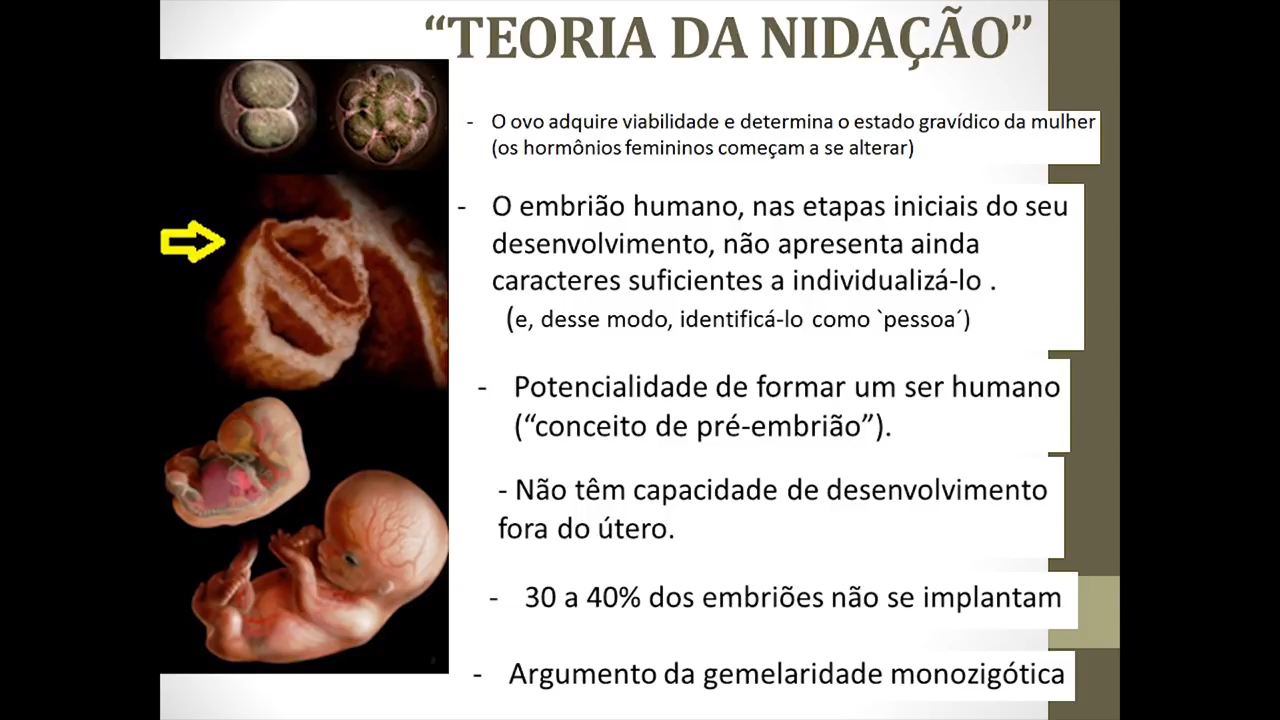 “TEORIA DA NIDAÇÃO”
- O ovo adquire viabilidade e determina o estado gravídico da mulher
(os hormônios femininos começam a se alterar)
- O embrião humano, nas etapas iniciais do seu
desenvolvimento, não apresenta ainda
caracteres suficientes a individualizá-lo .
(e, desse modo, identificá-lo como `pessoa´)
- Potencialidade de formar um ser humano
(“conceito de pré-embrião”).
- Não têm capacidade de desenvolvimento
fora do útero.
- 30 a 40% dos embriões não se implantam
- Argumento da gemelaridade monozigótica